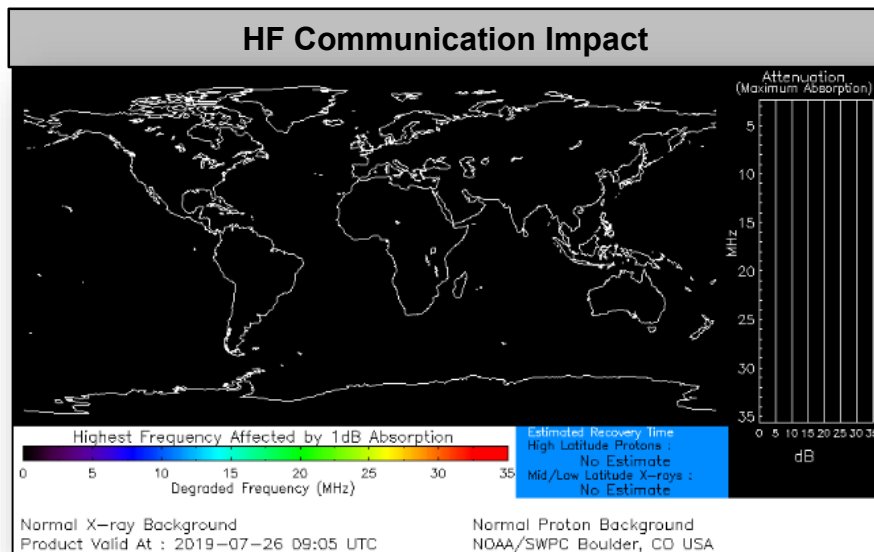 HF Communication Impact
Attenuation
(Maximum Absorption)
5
10
15
20
25
30
35
MHz
0 5 10 15 20 25 30 35
dB
Highest Frequency Affected by 1dB Absorption
0 5 10 15 20 25 30 35
Degraded Frequency (MHz)
Estimated Recovery Time
High Latitude Protons :
No Estimate
Mid/Low Latitude X-rays :
No Estimate
Normal X-ray Background
Product Valid At : 2019-07-26 09:05 UTC
Normal Proton Background
NOAA/SWPC Boulder, CO USA